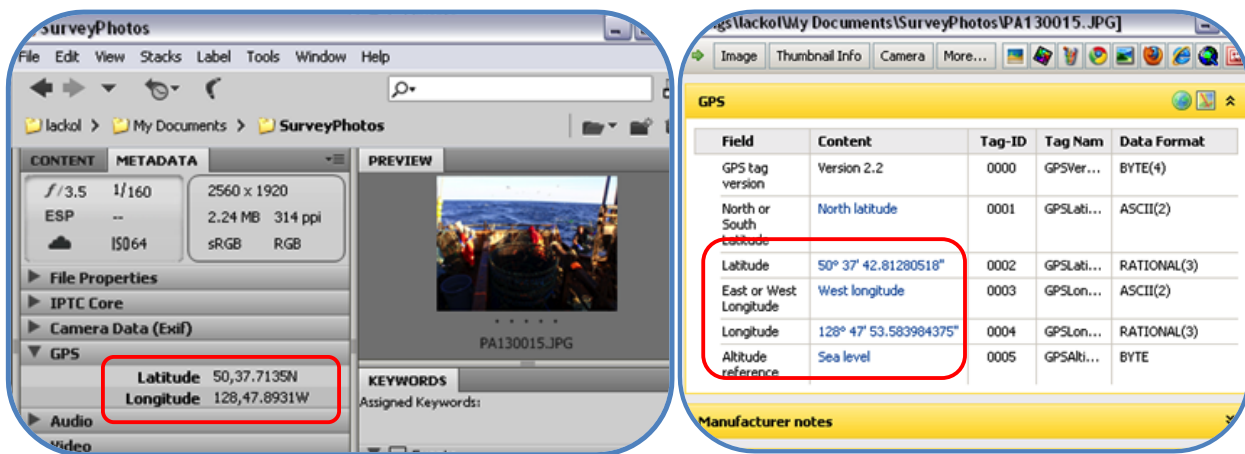 SurveyPhotos
File Edit View Stacks Label Tools Window Help
lackol > My Documents > SurveyPhotos
CONTENT METADATA
f/3.5 1/160
ESP --
ISO64
2560 x 1920
2.24 MB 314 ppi
sRGB RGB
File Properties
IPTC Core
Camera Data (Exif)
GPS
Latitude 50,37.7135N
Longitude 128,47.8931W
Audio
Video
PREVIEW
PA130015.JPG
KEYWORDS
Assigned Keywords:
gs\lackol\My Documents\SurveyPhotos\PA130015.JPG]
Image Thumbnail Info Camera More...
GPS
Field Content Tag-ID Tag Nam Data Format
GPS tag version Version 2.2 0000 GPSVer... BYTE(4)
North or South Latitude North latitude 0001 GPSLati... ASCII(2)
Latitude 50° 37' 42.81280518" 0002 GPSLati... RATIONAL(3)
East or West Longitude West longitude 0003 GPSLon... ASCII(2)
Longitude 128° 47' 53.583984375" 0004 GPSLon... RATIONAL(3)
Altitude reference Sea level 0005 GPSAlti... BYTE
Manufacturer notes